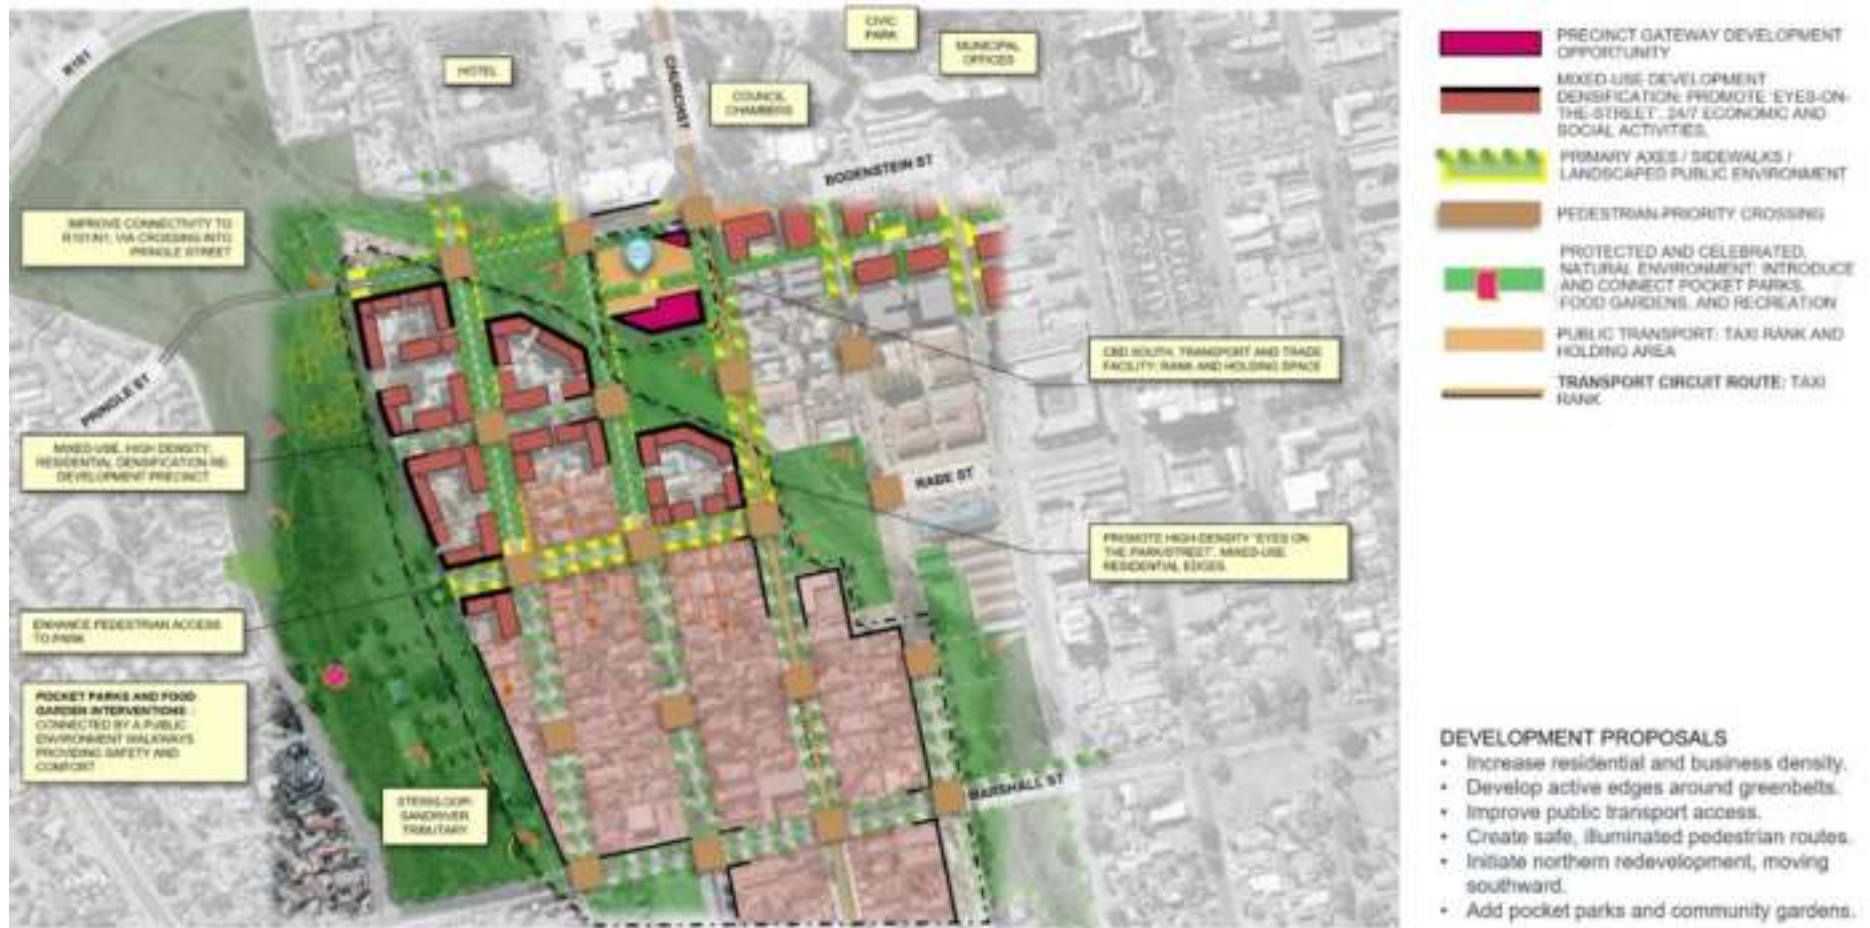 R101
HOTEL
CHURCH ST
CIVIC
PARK
MUNICIPAL
OFFICES
COUNCIL
CHAMBERS
BODENSTEIN ST
IMPROVE CONNECTIVITY TO
R101/N1, VIA CROSSING INTO
PRINGLE STREET
PRINGLE ST
MIXED-USE, HIGH DENSITY,
RESIDENTIAL DENSIFICATION RE-
DEVELOPMENT PRECINCT
CBD SOUTH, TRANSPORT AND TRADE
FACILITY: RANK AND HOLDING SPACE
RABE ST
PROMOTE HIGH-DENSITY 'EYES ON
THE PARK/STREET', MIXED-USE
RESIDENTIAL EDGES
ENHANCE PEDESTRIAN ACCESS
TO PARK
POCKET PARKS AND FOOD
GARDEN INTERVENTIONS
CONNECTED BY A PUBLIC
ENVIRONMENT WALKWAYS
PROVIDING SAFETY AND
COMFORT
STERKLOOP:
SANDRIVER
TRIBUTARY
MARSHALL ST
PRECINCT GATEWAY DEVELOPMENT
OPPORTUNITY
MIXED-USE DEVELOPMENT
DENSIFICATION: PROMOTE 'EYES-ON-
THE-STREET', 24/7 ECONOMIC AND
SOCIAL ACTIVITIES.
PRIMARY AXES / SIDEWALKS /
LANDSCAPED PUBLIC ENVIRONMENT
PEDESTRIAN-PRIORITY CROSSING
PROTECTED AND CELEBRATED,
NATURAL ENVIRONMENT: INTRODUCE
AND CONNECT POCKET PARKS,
FOOD GARDENS, AND RECREATION
PUBLIC TRANSPORT: TAXI RANK AND
HOLDING AREA
TRANSPORT CIRCUIT ROUTE: TAXI
RANK
DEVELOPMENT PROPOSALS
• Increase residential and business density.
• Develop active edges around greenbelts.
• Improve public transport access.
• Create safe, illuminated pedestrian routes.
• Initiate northern redevelopment, moving
southward.
• Add pocket parks and community gardens.